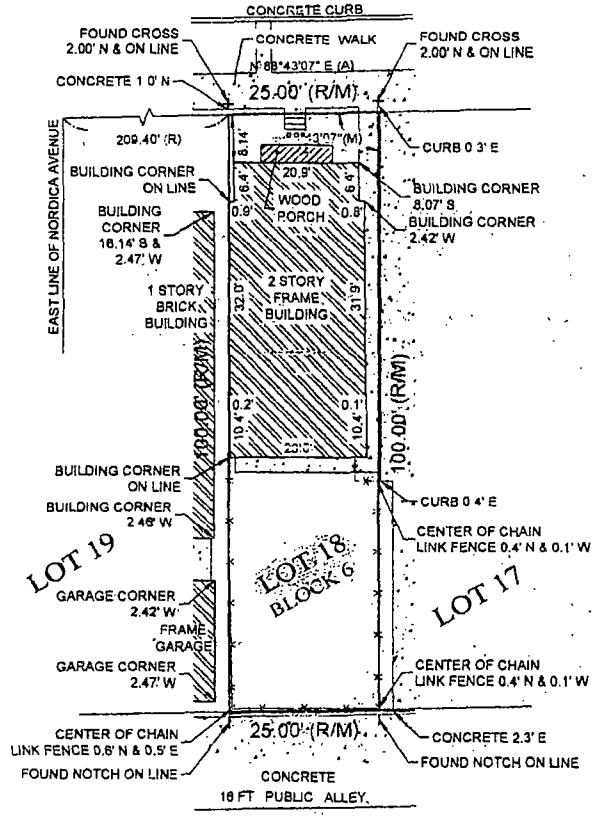 CONCRETE CURB
FOUND CROSS
2.00' N & ON LINE
CONCRETE WALK
FOUND CROSS
2.00' N & ON LINE
N 88°43'07" E (A)
CONCRETE 1 0' N
25.00' (R/M)
209.40' (R)
8.14'
88°43'07" (M)
CURB 0 3' E
EAST LINE OF NORDICA AVENUE
BUILDING CORNER
ON LINE
20.9'
6.4'
6.4'
WOOD
PORCH
BUILDING CORNER
8.07' S
BUILDING CORNER
2.42' W
BUILDING
CORNER
16.14' S &
2.47' W
0.9'
0.8'
1 STORY
BRICK
BUILDING
32.0'
2 STORY
FRAME
BUILDING
31.9'
100.00' (R/M)
100.00' (R/M)
0.2'
0.1'
10.4'
10.4'
23.0'
BUILDING CORNER
ON LINE
BUILDING CORNER
2 46' W
CURB 0 4' E
CENTER OF CHAIN
LINK FENCE 0.4' N & 0.1' W
LOT 19
LOT 18
BLOCK 6
LOT 17
GARAGE CORNER
2.42' W
FRAME
GARAGE
GARAGE CORNER
2.47' W
CENTER OF CHAIN
LINK FENCE 0.4' N & 0.1' W
CENTER OF CHAIN
LINK FENCE 0.6' N & 0.5' E
25.00' (R/M)
CONCRETE 2.3' E
FOUND NOTCH ON LINE
FOUND NOTCH ON LINE
CONCRETE
16 FT PUBLIC ALLEY